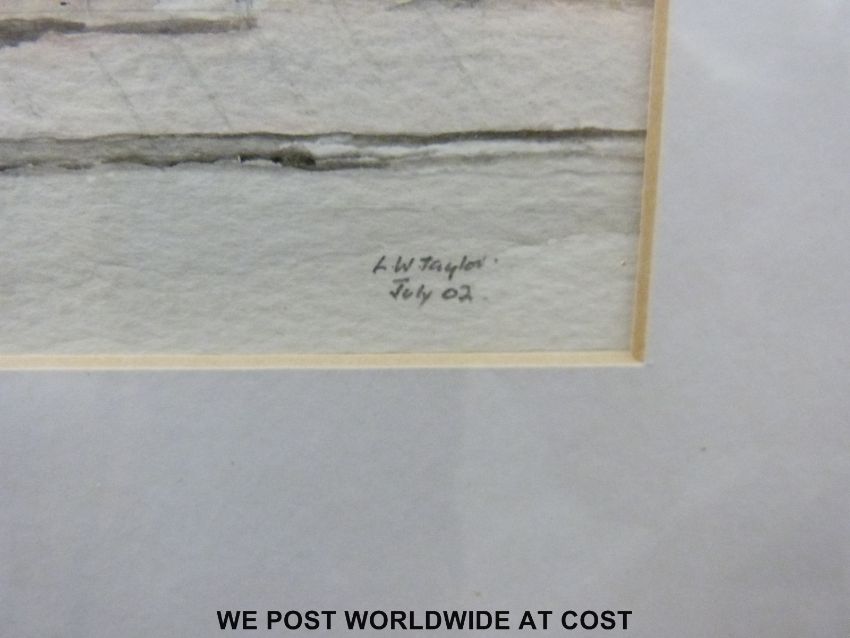 L W Taylor.
July 02.
WE POST WORLDWIDE AT COST